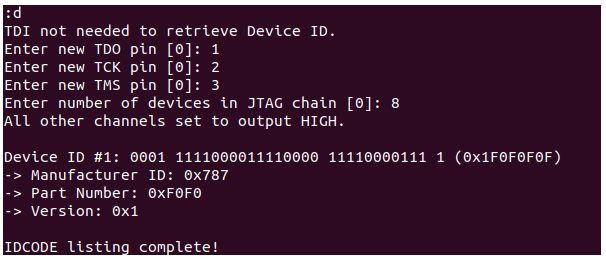 :d
TDI not needed to retrieve Device ID.
Enter new TDO pin [0]: 1
Enter new TCK pin [0]: 2
Enter new TMS pin [0]: 3
Enter number of devices in JTAG chain [0]: 8
All other channels set to output HIGH.
Device ID #1: 0001 1111000011110000 11110000111 1 (0x1F0F0F0F)
-> Manufacturer ID: 0x787
-> Part Number: 0xF0F0
-> Version: 0x1
IDCODE listing complete!